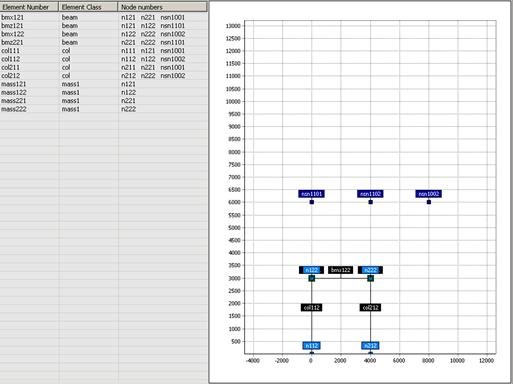 Element Number Element Class Node numbers
bmx121 beam n121 n221 nsn1001
bmz121 beam n121 n122 nsn1101
bmx122 beam n122 n222 nsn1002
bmz221 beam n221 n222 nsn1101
col111 col n111 n121 nsn1001
col112 col n112 n122 nsn1002
col211 col n211 n221 nsn1001
col212 col n212 n222 nsn1002
mass121 mass1 n121
mass122 mass1 n122
mass221 mass1 n221
mass222 mass1 n222
13000
12500
12000
11500
11000
10500
10000
9500
9000
8500
8000
7500
7000
6500
nsn1101 nsn1102 nsn1002
6000
5500
5000
4500
4000
3500
n122 bmx122 n222
3000
2500
2000
col112 col212
1500
1000
500
n112 n212
-4000 -2000 0 2000 4000 6000 8000 10000 12000